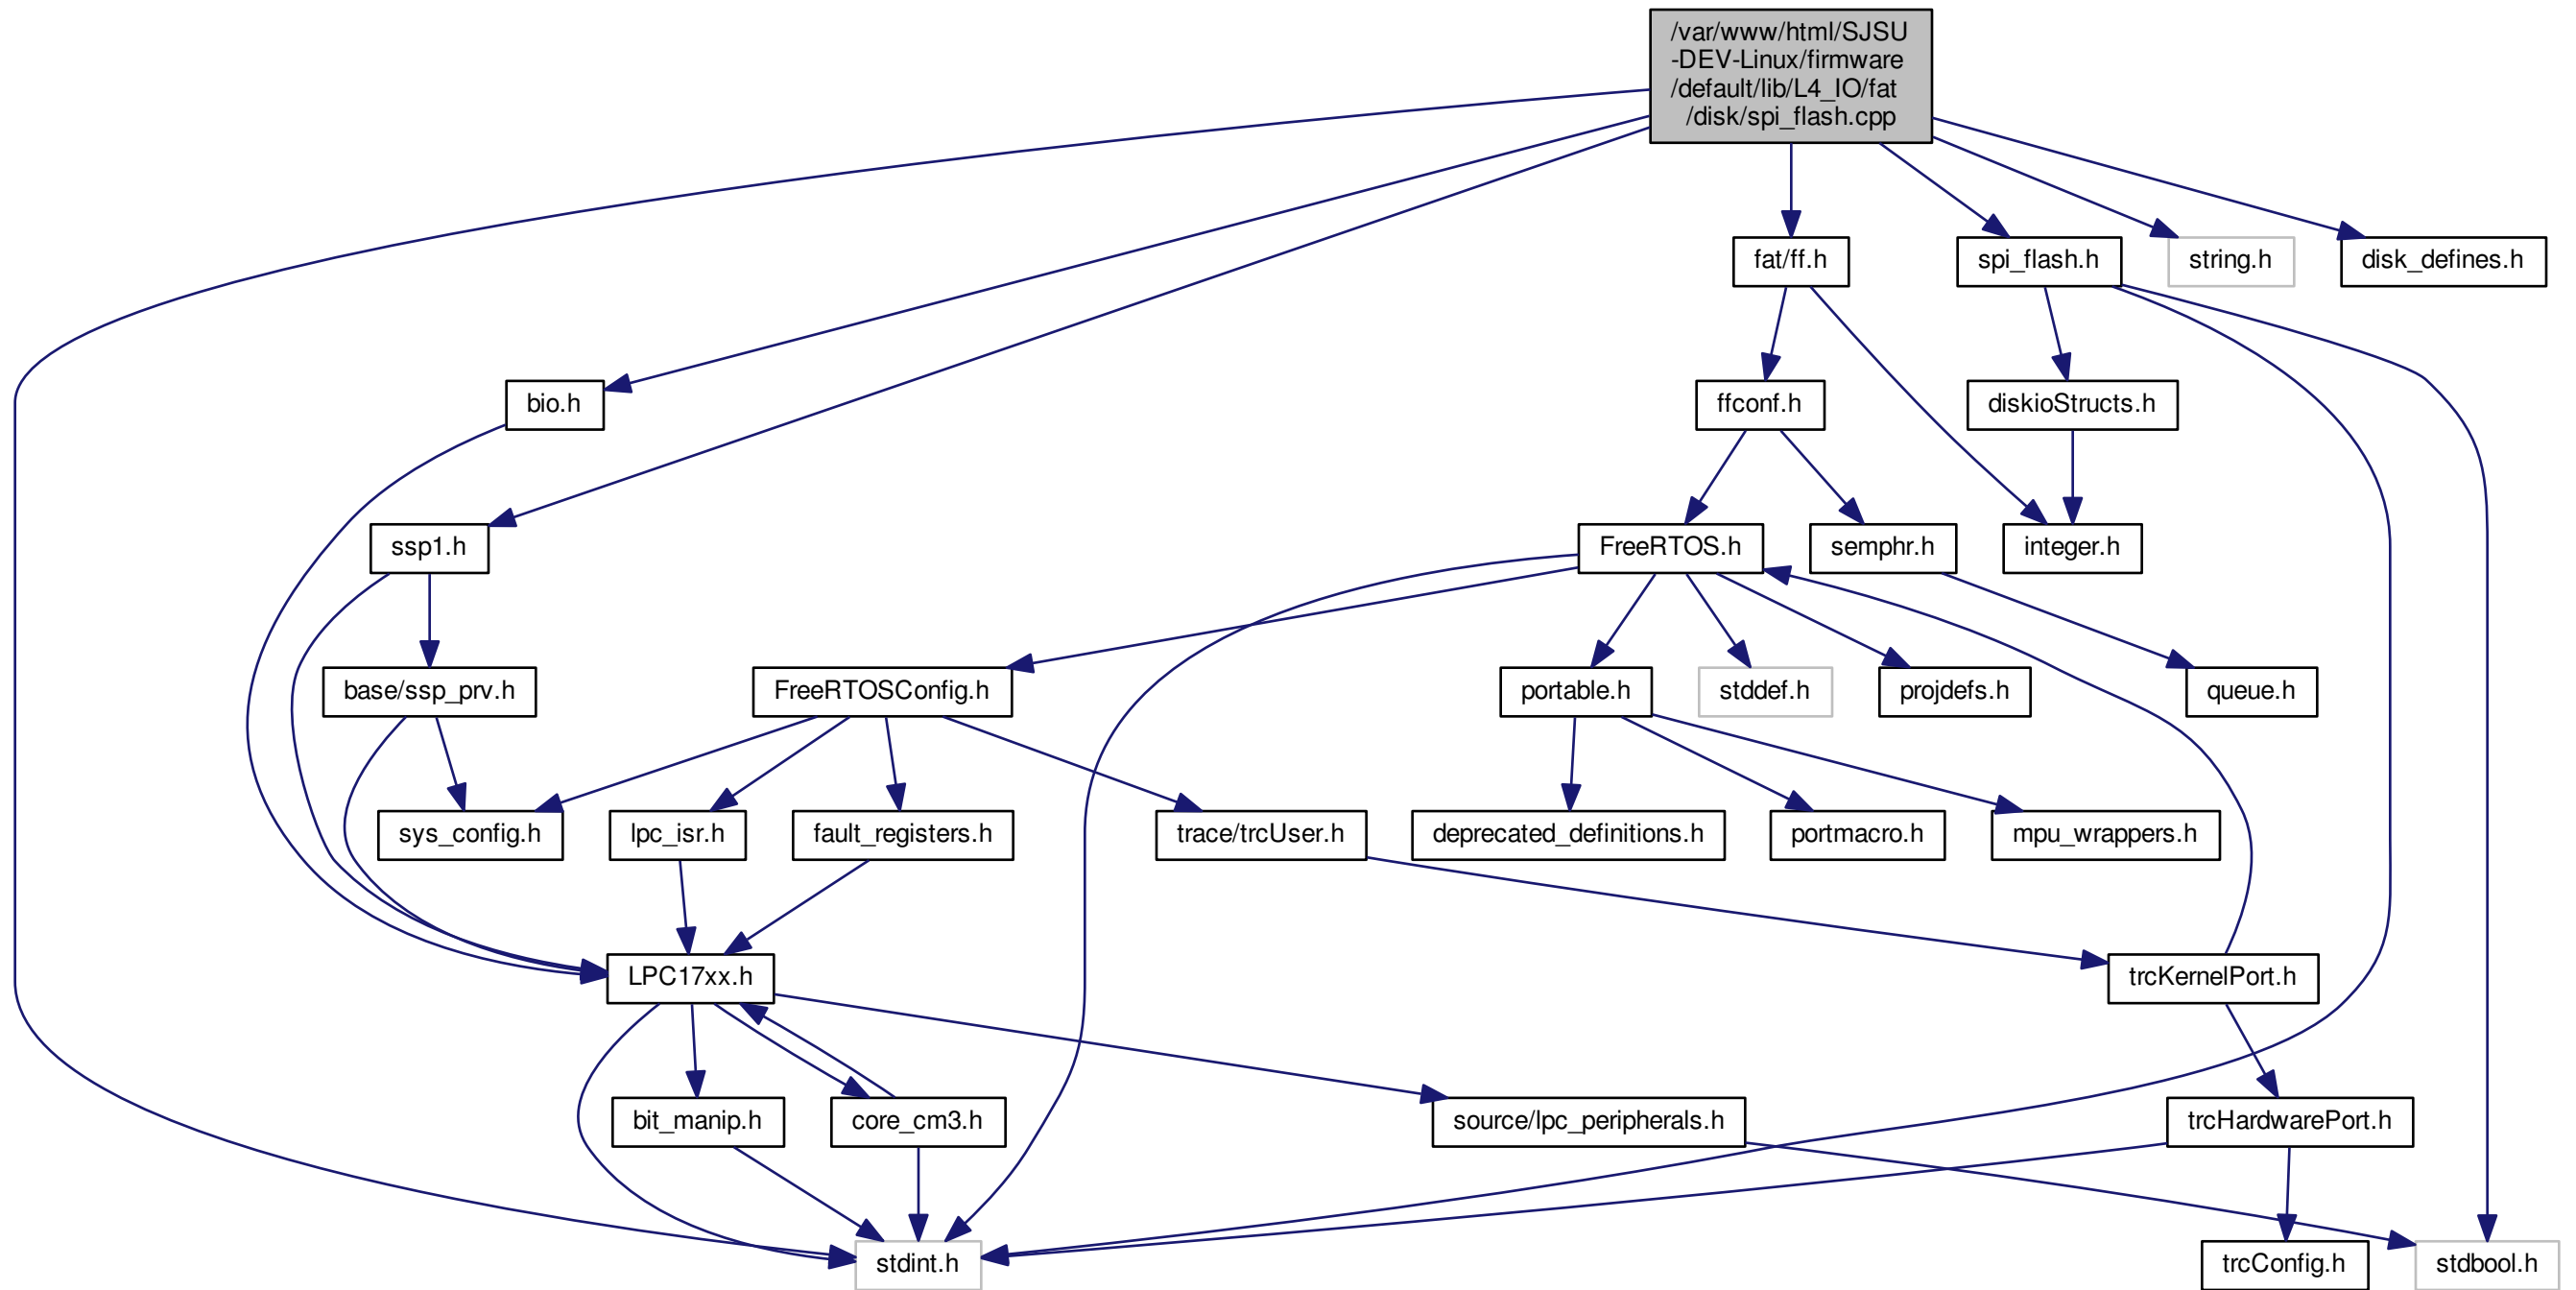 /var/www/html/SJSU
-DEV-Linux/firmware
/default/lib/L4_IO/fat
/disk/spi_flash.cpp
fat/ff.h
spi_flash.h
string.h
disk_defines.h
bio.h
ffconf.h
diskioStructs.h
ssp1.h
FreeRTOS.h
semphr.h
integer.h
base/ssp_prv.h
FreeRTOSConfig.h
portable.h
stddef.h
projdefs.h
queue.h
sys_config.h
lpc_isr.h
fault_registers.h
trace/trcUser.h
deprecated_definitions.h
portmacro.h
mpu_wrappers.h
LPC17xx.h
trcKernelPort.h
bit_manip.h
core_cm3.h
source/lpc_peripherals.h
trcHardwarePort.h
stdint.h
trcConfig.h
stdbool.h